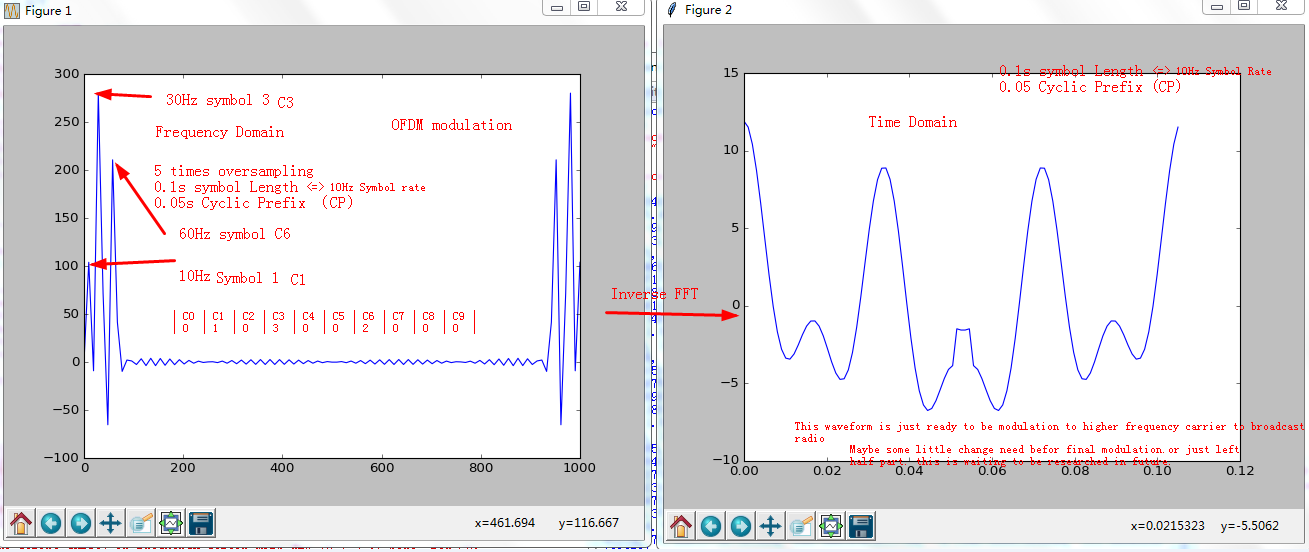 Figure 1
300
250
200
150
100
50
0
−50
−100
0
200
400
600
800
1000
30Hz symbol 3 C3
Frequency Domain
OFDM modulation
5 times oversampling
0.1s symbol Length <=> 10Hz Symbol rate
0.05s Cyclic Prefix (CP)
60Hz symbol C6
10Hz Symbol 1 C1
C0 C1 C2 C3 C4 C5 C6 C7 C8 C9
0 1 0 3 0 0 2 0 0 0
x=461.694 y=116.667
Inverse FFT
Figure 2
15
10
5
0
−5
−10
0.00
0.02
0.04
0.06
0.08
0.10
0.12
0.1s symbol Length <=> 10Hz Symbol Rate
0.05 Cyclic Prefix (CP)
Time Domain
This waveform is just ready to be modulation to higher frequency carrier to broadcast
radio
Maybe some little change need befor final modulation.or just left
half part. this is waiting to be researched in future.
x=0.0215323 y=-5.5062